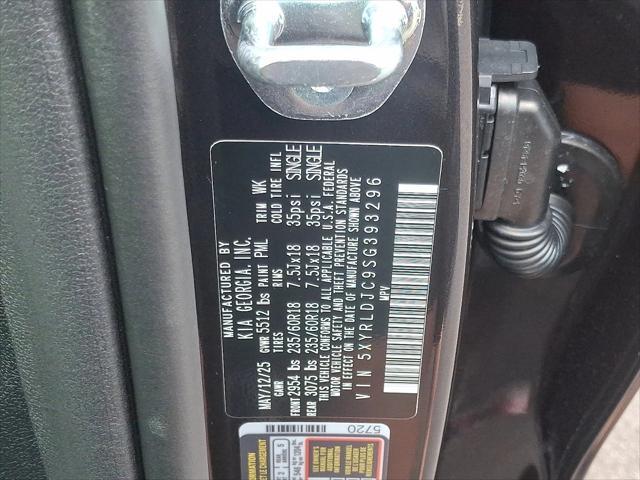 MANUFACTURED BY
KIA GEORGIA, INC.
MAY/12/25 GVWR 5512 lbs PAINT PML TRIM WK
GAWR TIRES RIMS COLD TIRE INFL
FRONT 2954 lbs 235/60R18 7.5JX18 35psi SINGLE
REAR 3075 lbs 235/60R18 7.5JX18 35psi SINGLE
THIS VEHICLE CONFORMS TO ALL APPLICABLE U.S.A. FEDERAL
MOTOR VEHICLE SAFETY AND THEFT PREVENTION STANDARDS
IN EFFECT ON THE DATE OF MANUFACTURE SHOWN ABOVE
VIN 5XYRLDJC9SG393296
MPV
5720